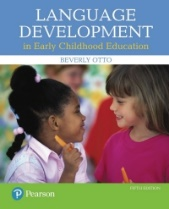 LANGUAGE
DEVELOPMENT
in Early Childhood Education
BEVERLY OTTO
Pearson
FIFTH EDITION